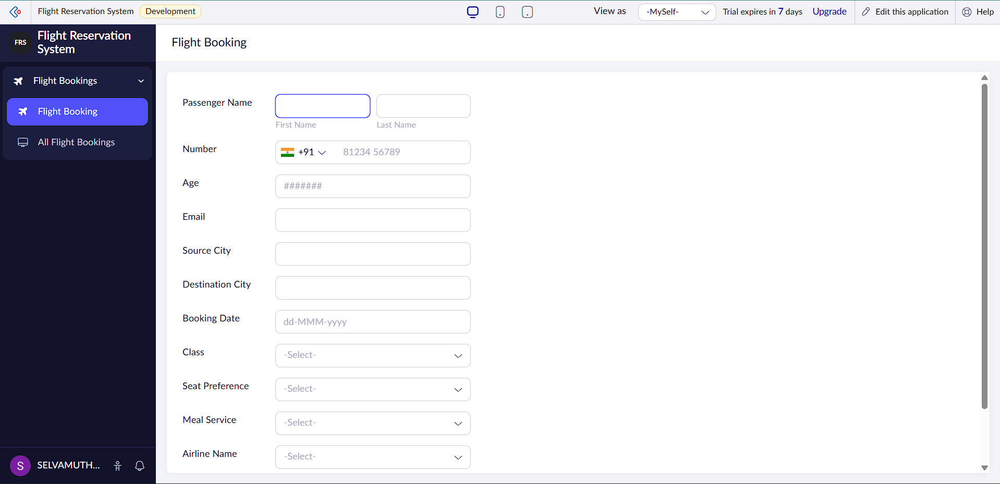 Flight Reservation System Development View as -MySelf- Trial expires in 7 days Upgrade Edit this application Help
FRS Flight Reservation
System
Flight Bookings
Flight Booking
All Flight Bookings
SELVAMUTH...
S
Flight Booking
Passenger Name
First Name Last Name
Number +91 81234 56789
Age #######
Email
Source City
Destination City
Booking Date dd-MMM-yyyy
Class -Select-
Seat Preference -Select-
Meal Service -Select-
Airline Name -Select-